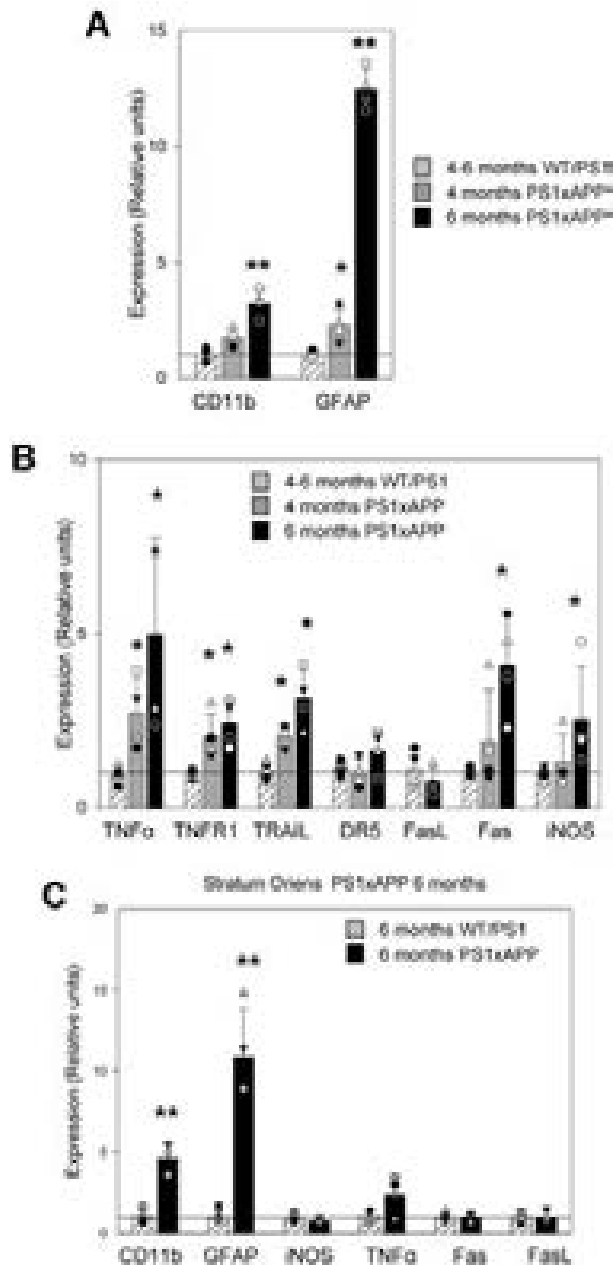 A
15
10
5
0
Expression (Relative units)
4-6 months WT/PS1
4 months PS1xAPP
6 months PS1xAPP
CD11b GFAP
B
10
5
0
Expression (Relative units)
4-6 months WT/PS1
4 months PS1xAPP
6 months PS1xAPP
TNFα TNFR1 TRAIL DR5 FasL Fas iNOS
C
Stratum Oriens PS1xAPP 6 months
20
15
10
5
0
Expression (Relative units)
6 months WT/PS1
6 months PS1xAPP
CD11b GFAP iNOS TNFα Fas FasL